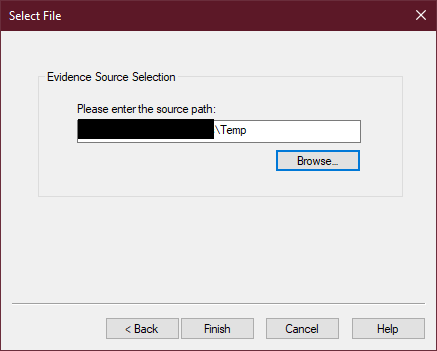 Select File
Evidence Source Selection
Please enter the source path:
\Temp
Browse...
< Back
Finish
Cancel
Help